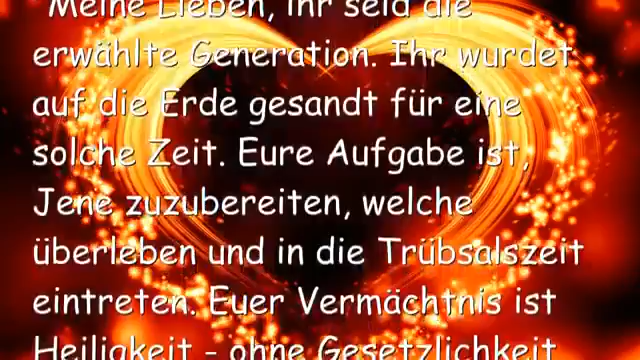 "Meine Lieben, ihr seid die
erwählte Generation. Ihr wurdet
auf die Erde gesandt für eine
solche Zeit. Eure Aufgabe ist,
Jene zuzubereiten, welche
überleben und in die Trübsalszeit
eintreten. Euer Vermächtnis ist
Heiligkeit - ohne Gesetzlichkeit